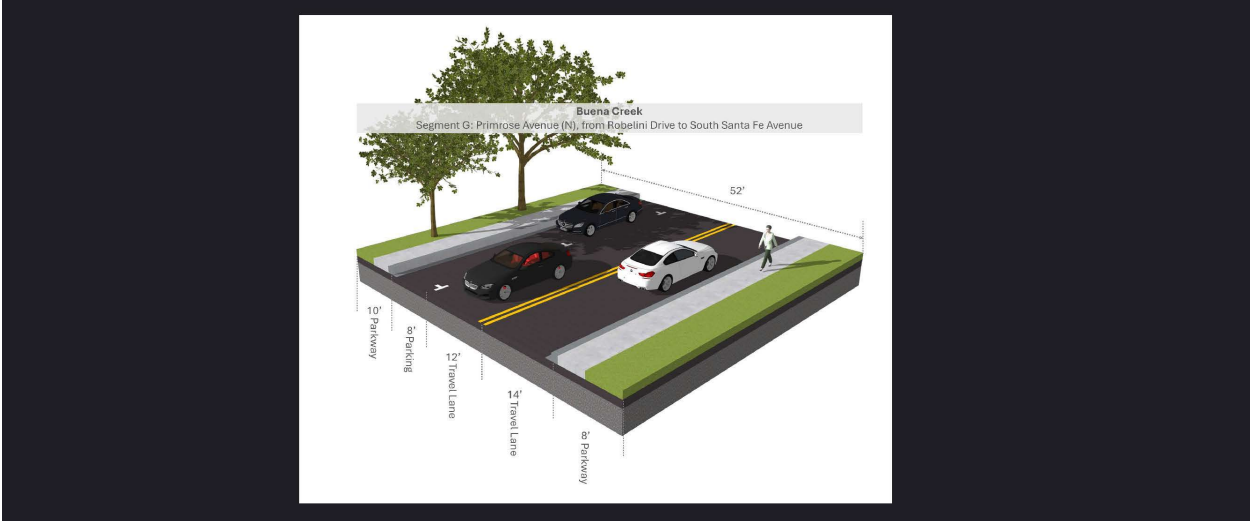 Buena Creek
Segment G: Primrose Avenue (N), from Robelini Drive to South Santa Fe Avenue
52'
10' Parkway
8' Parking
12' Travel Lane
14' Travel Lane
8' Parkway